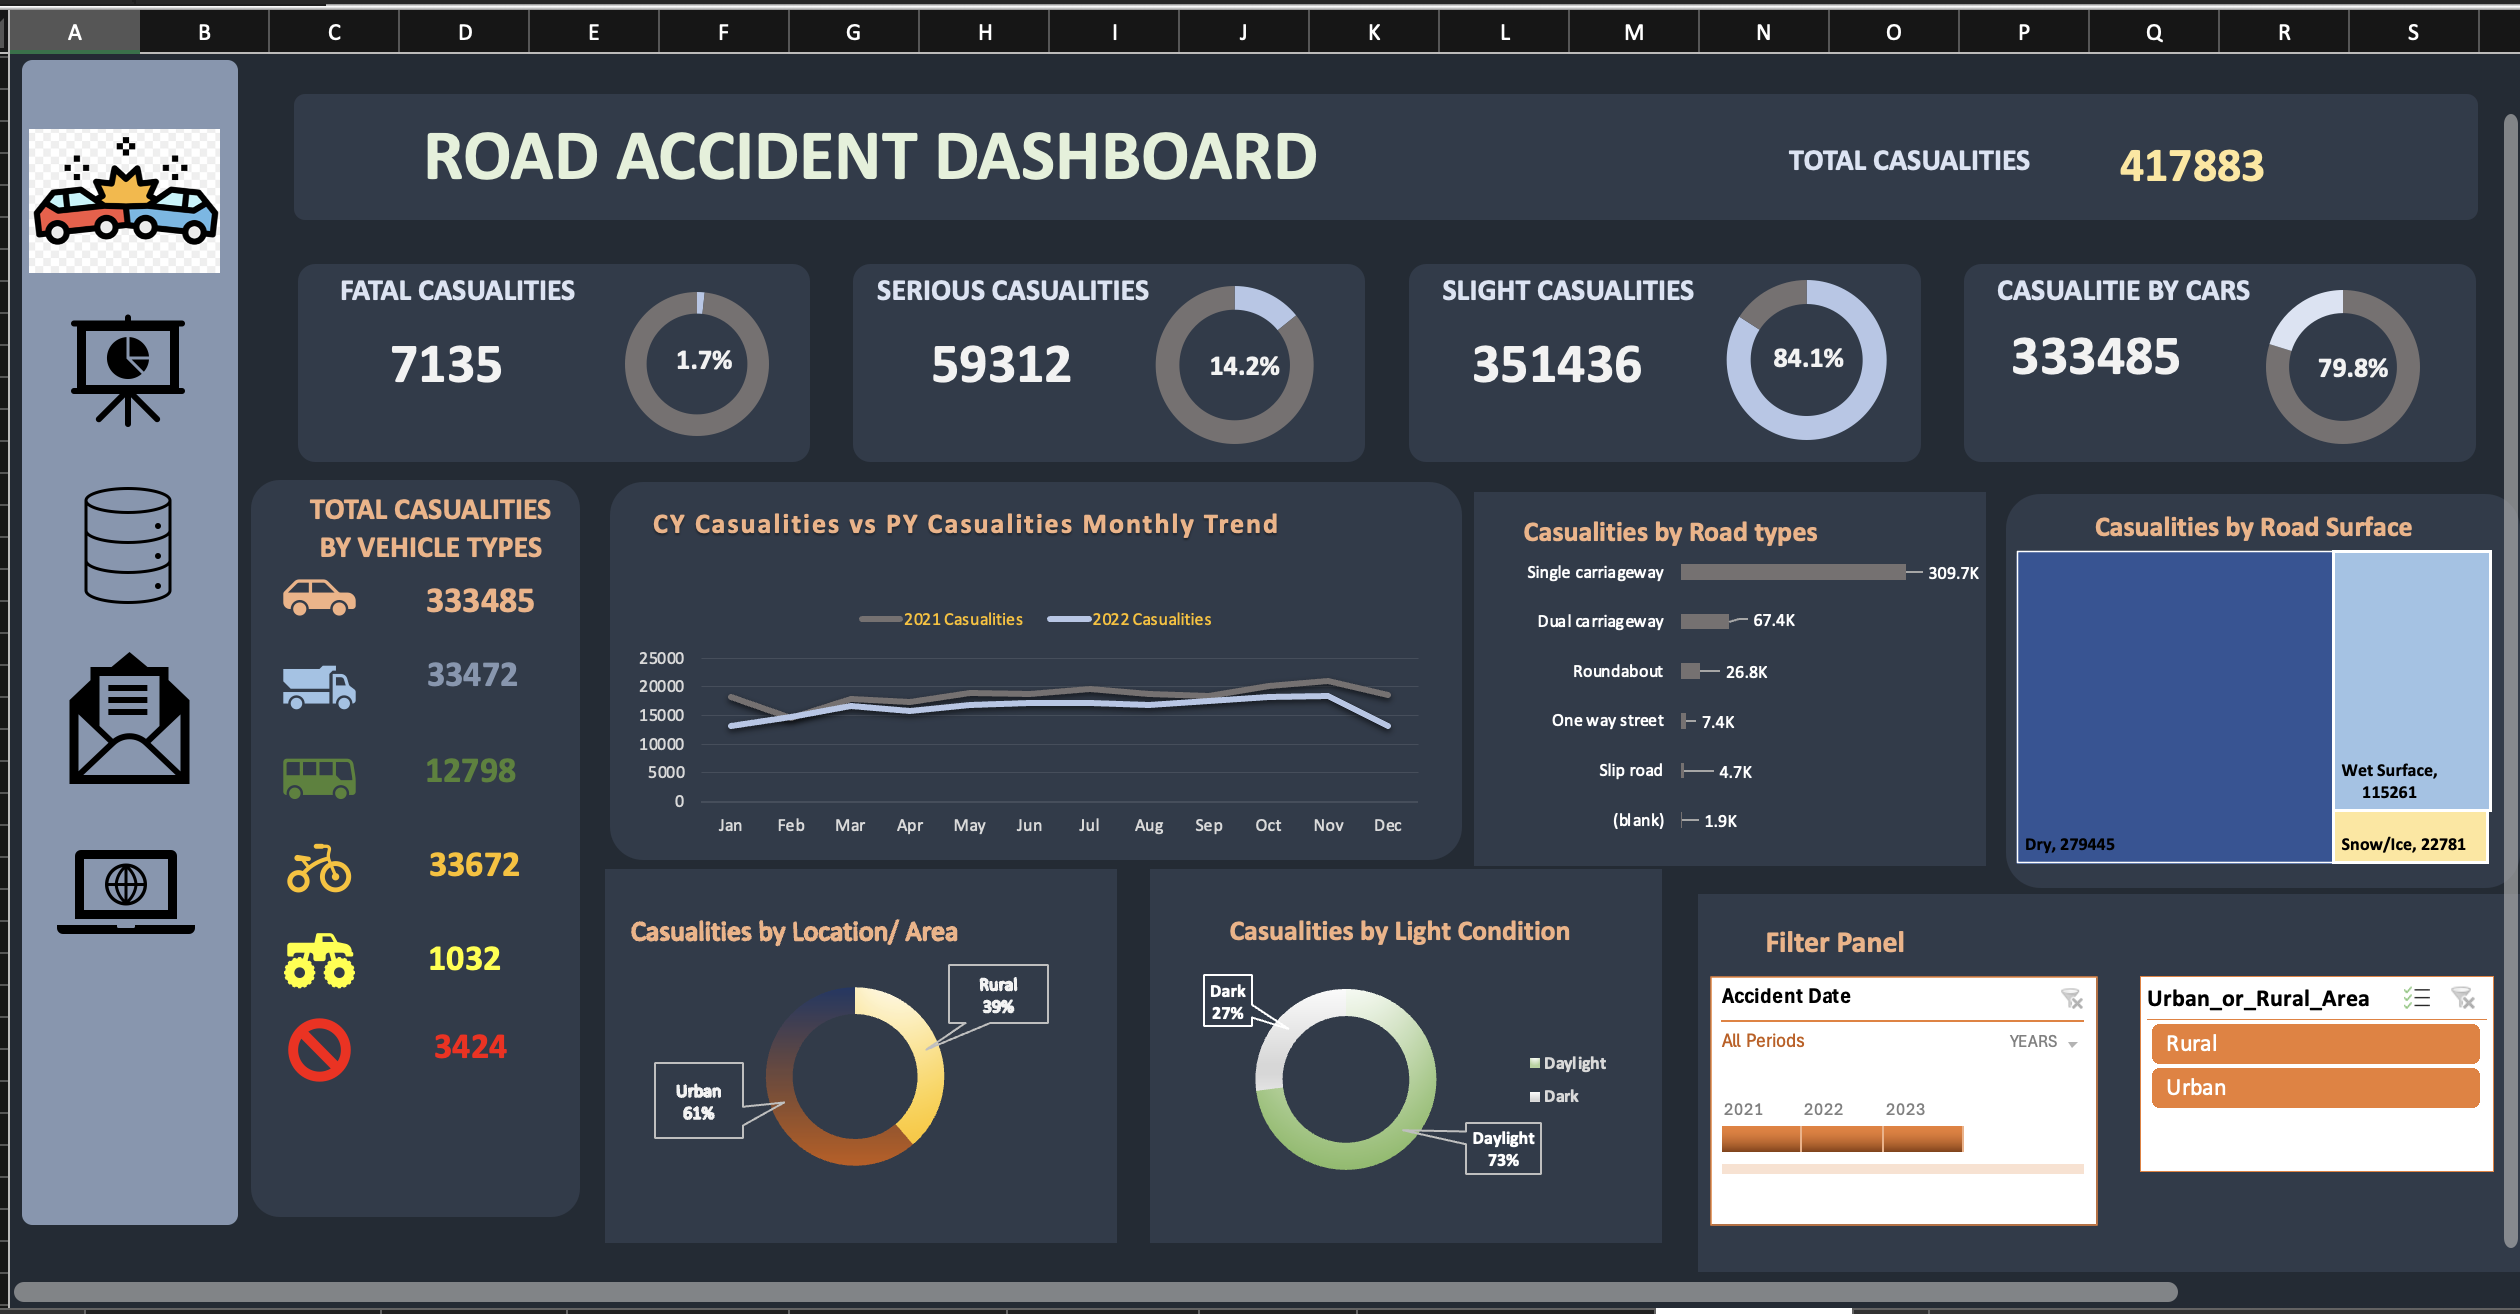 A B C D E F G H I J K L M N O P Q R S
ROAD ACCIDENT DASHBOARD
TOTAL CASUALITIES 417883
FATAL CASUALITIES
7135
1.7%
SERIOUS CASUALITIES
59312
14.2%
SLIGHT CASUALITIES
351436
84.1%
CASUALITIE BY CARS
333485
79.8%
TOTAL CASUALITIES
BY VEHICLE TYPES
333485
33472
12798
33672
1032
3424
CY Casualities vs PY Casualities Monthly Trend
2021 Casualities 2022 Casualities
25000
20000
15000
10000
5000
0
Jan Feb Mar Apr May Jun Jul Aug Sep Oct Nov Dec
Casualities by Road types
Single carriageway 309.7K
Dual carriageway 67.4K
Roundabout 26.8K
One way street 7.4K
Slip road 4.7K
(blank) 1.9K
Casualities by Road Surface
Wet Surface,
115261
Dry, 279445
Snow/Ice, 22781
Casualities by Location/ Area
Rural
39%
Urban
61%
Casualities by Light Condition
Dark
27%
Daylight
Dark
Daylight
73%
Filter Panel
Accident Date
All Periods YEARS
2021 2022 2023
Urban_or_Rural_Area
Rural
Urban